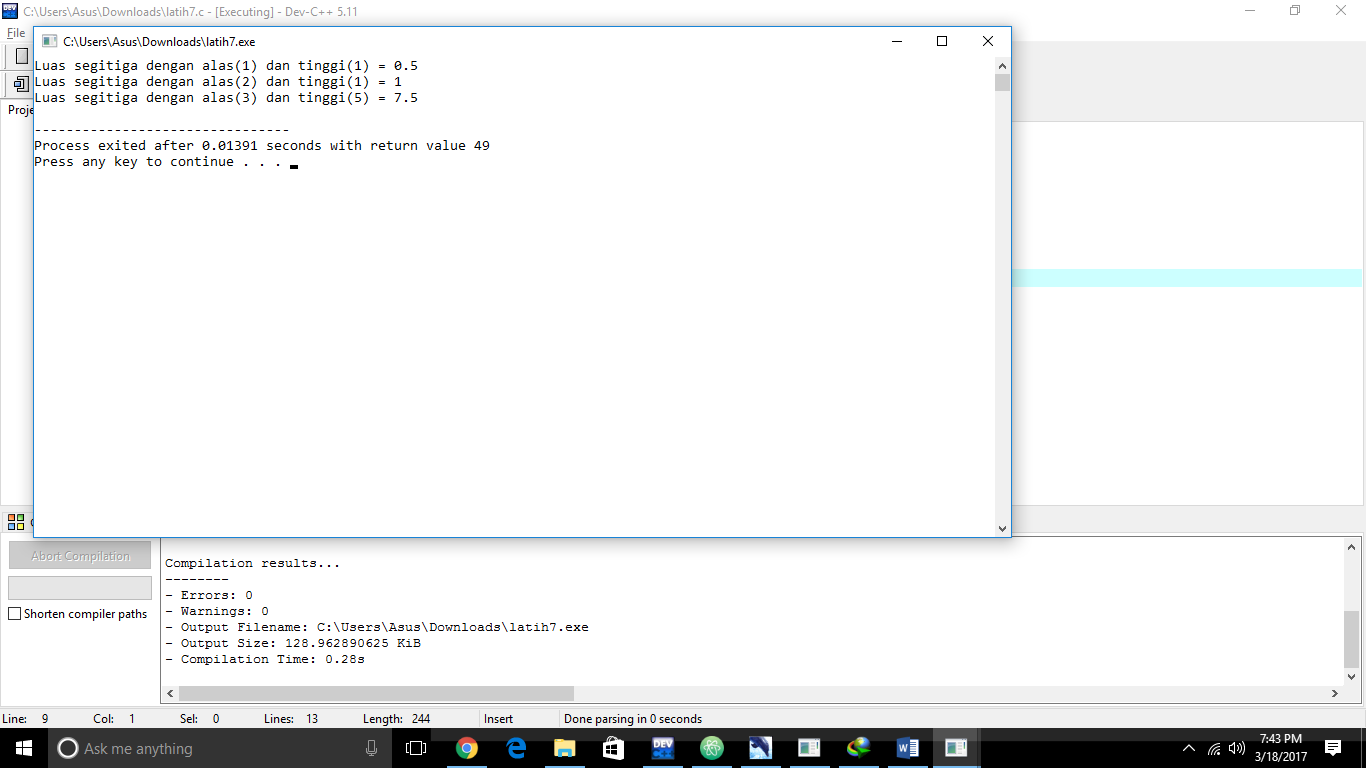 C:\Users\Asus\Downloads\latih7.c - [Executing] - Dev-C++ 5.11
File
C:\Users\Asus\Downloads\latih7.exe
Luas segitiga dengan alas(1) dan tinggi(1) = 0.5
Luas segitiga dengan alas(2) dan tinggi(1) = 1
Luas segitiga dengan alas(3) dan tinggi(5) = 7.5
--------------------------------
Process exited after 0.01391 seconds with return value 49
Press any key to continue . . .
Proje
Abort Compilation
Shorten compiler paths
Compilation results...
--------
- Errors: 0
- Warnings: 0
- Output Filename: C:\Users\Asus\Downloads\latih7.exe
- Output Size: 128.962890625 KiB
- Compilation Time: 0.28s
Line: 9 Col: 1 Sel: 0 Lines: 13 Length: 244 Insert Done parsing in 0 seconds
Ask me anything
DEV
7:43 PM
3/18/2017